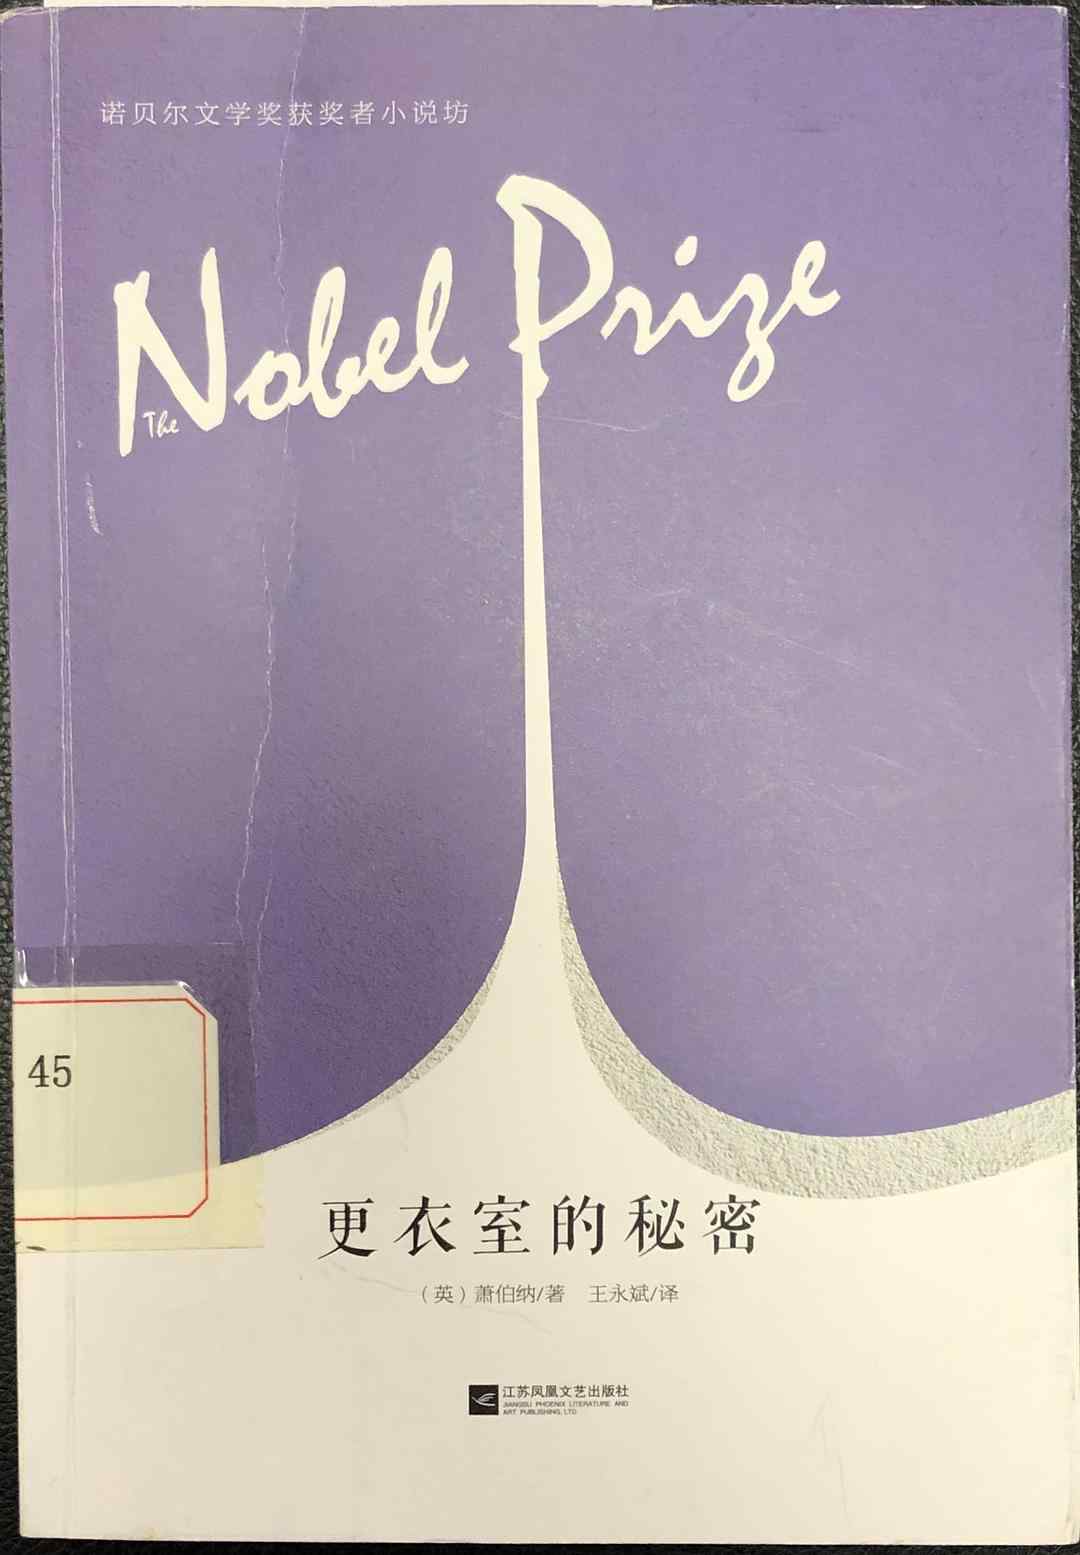 诺贝尔文学奖获奖者小说坊
The Nobel Prize
45
更衣室的秘密
（英）萧伯纳/著 王永斌/译
江苏凤凰文艺出版社
JIANGSU PHOENIX LITERATURE AND
ART PUBLISHING, LTD